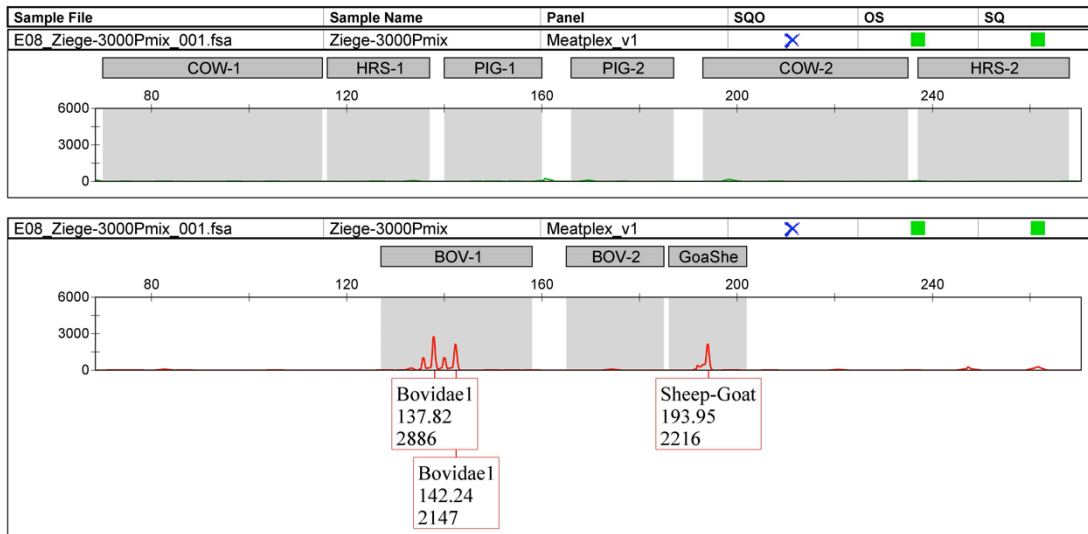 Sample File Sample Name Panel SQO OS SQ
E08_Ziege-3000Pmix_001.fsa Ziege-3000Pmix Meatplex_v1
COW-1 HRS-1 PIG-1 PIG-2 COW-2 HRS-2
80 120 160 200 240
6000
3000
0
E08_Ziege-3000Pmix_001.fsa Ziege-3000Pmix Meatplex_v1
BOV-1 BOV-2 GoaShe
80 120 160 200 240
6000
3000
0
Bovidae1
137.82
2886
Bovidae1
142.24
2147
Sheep-Goat
193.95
2216